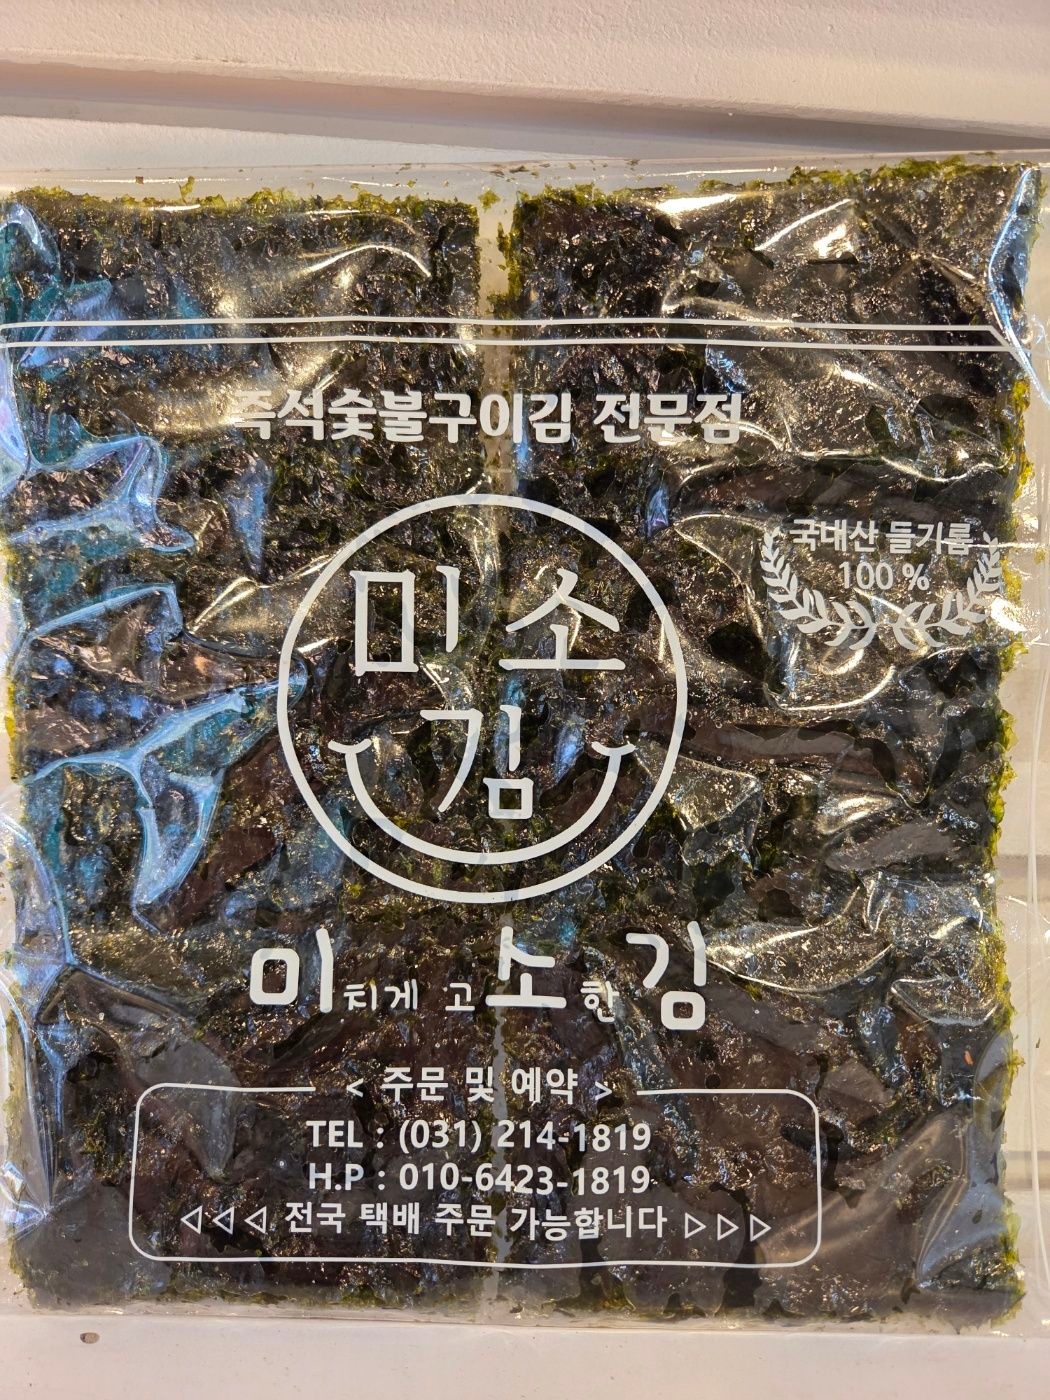 즉석숯불구이김 전문점
국내산 들기름
100 %
미소
김
미치게 고소한 김
< 주문 및 예약 >
TEL : (031) 214-1819
H.P : 010-6423-1819
◁◁◁ 전국 택배 주문 가능합니다 ▷▷▷